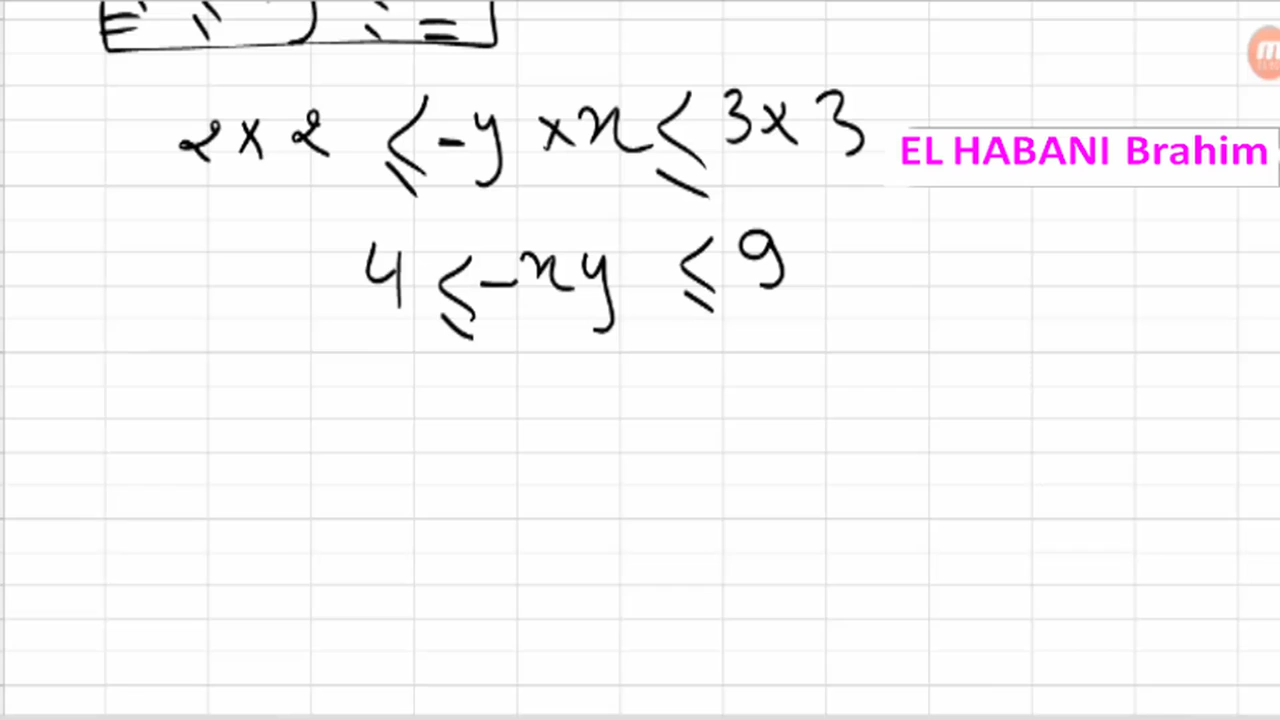 2 × 2 ≤ -y × x ≤ 3 × 3
EL HABANI Brahim
4 ≤ -xy ≤ 9